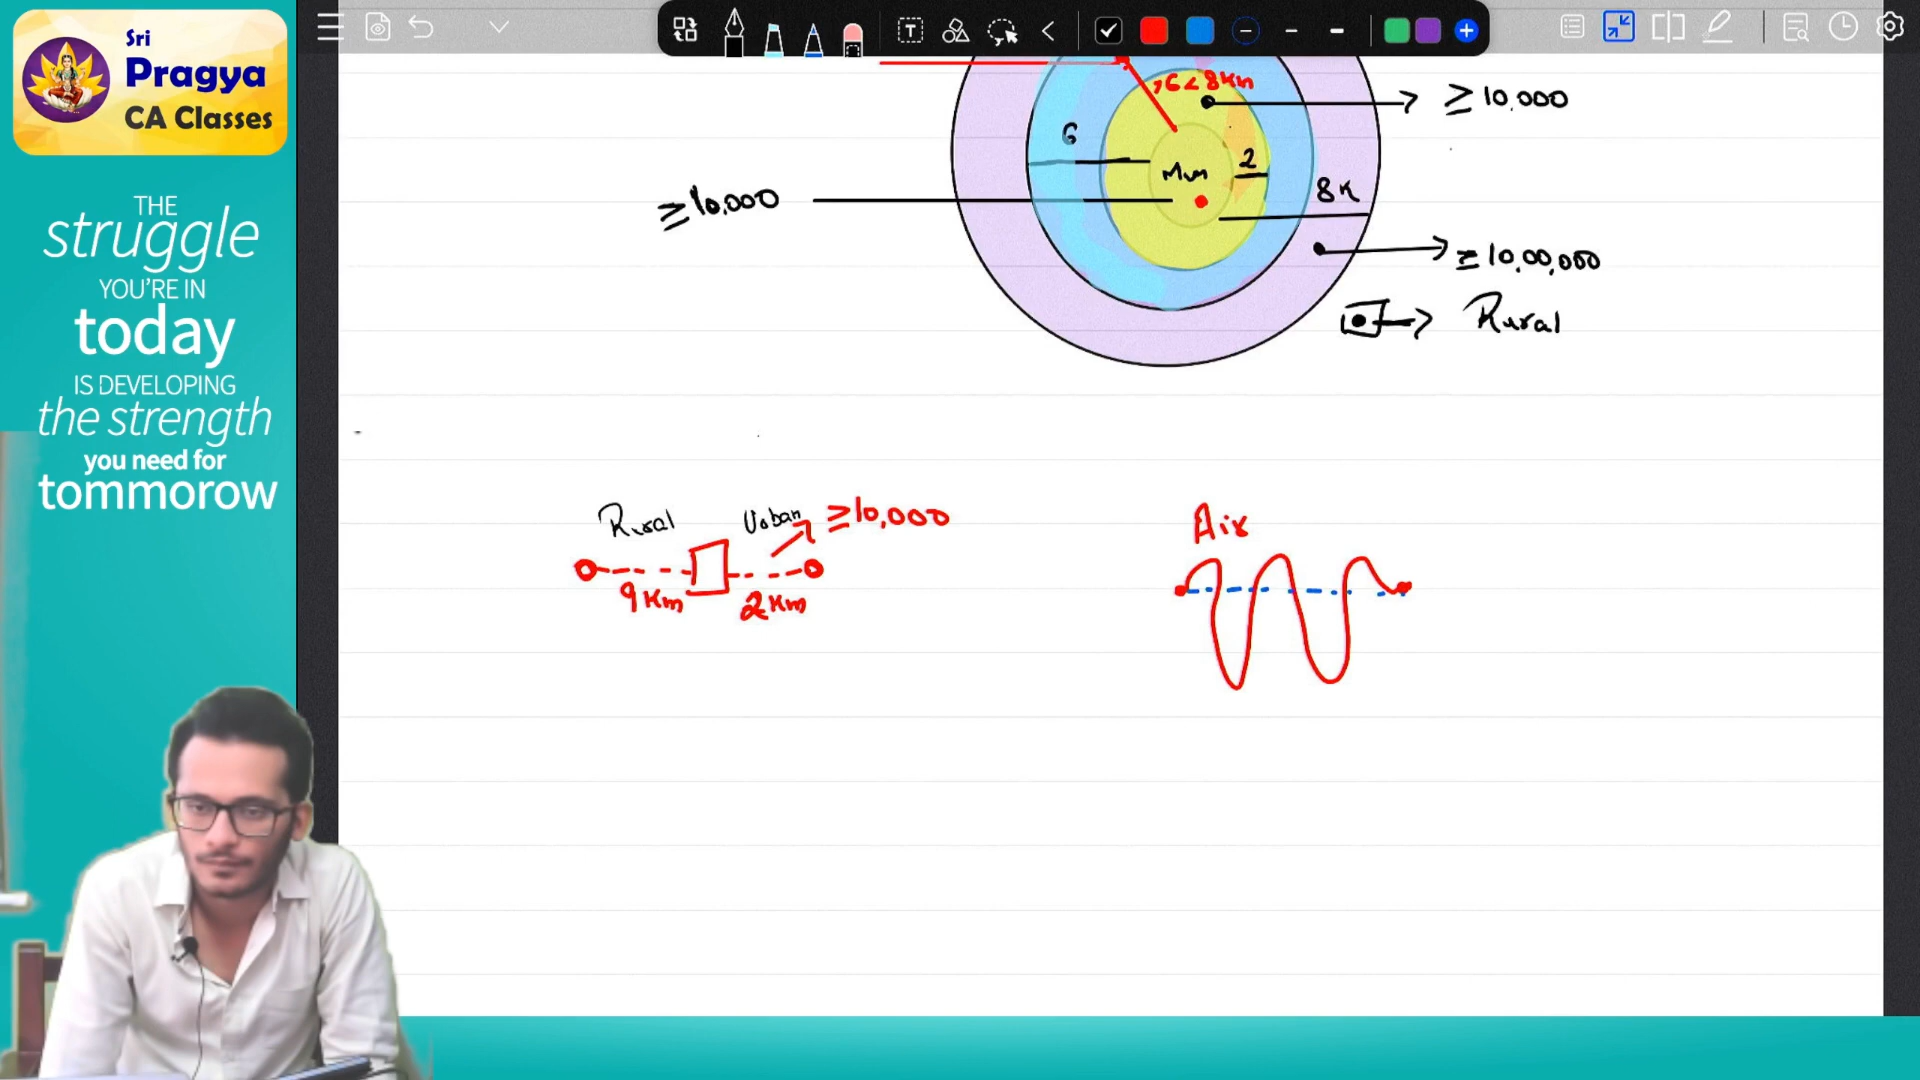 Sri
Pragya
CA Classes
THE
struggle
YOU'RE IN
today
IS DEVELOPING
the strength
you need for
tommorow
T
>6<8Km
≥10,000
6
Mun
2
8K
≥10,000
≥10,00,000
Rural
Rural
Urban
≥10,000
9Km
2Km
Air